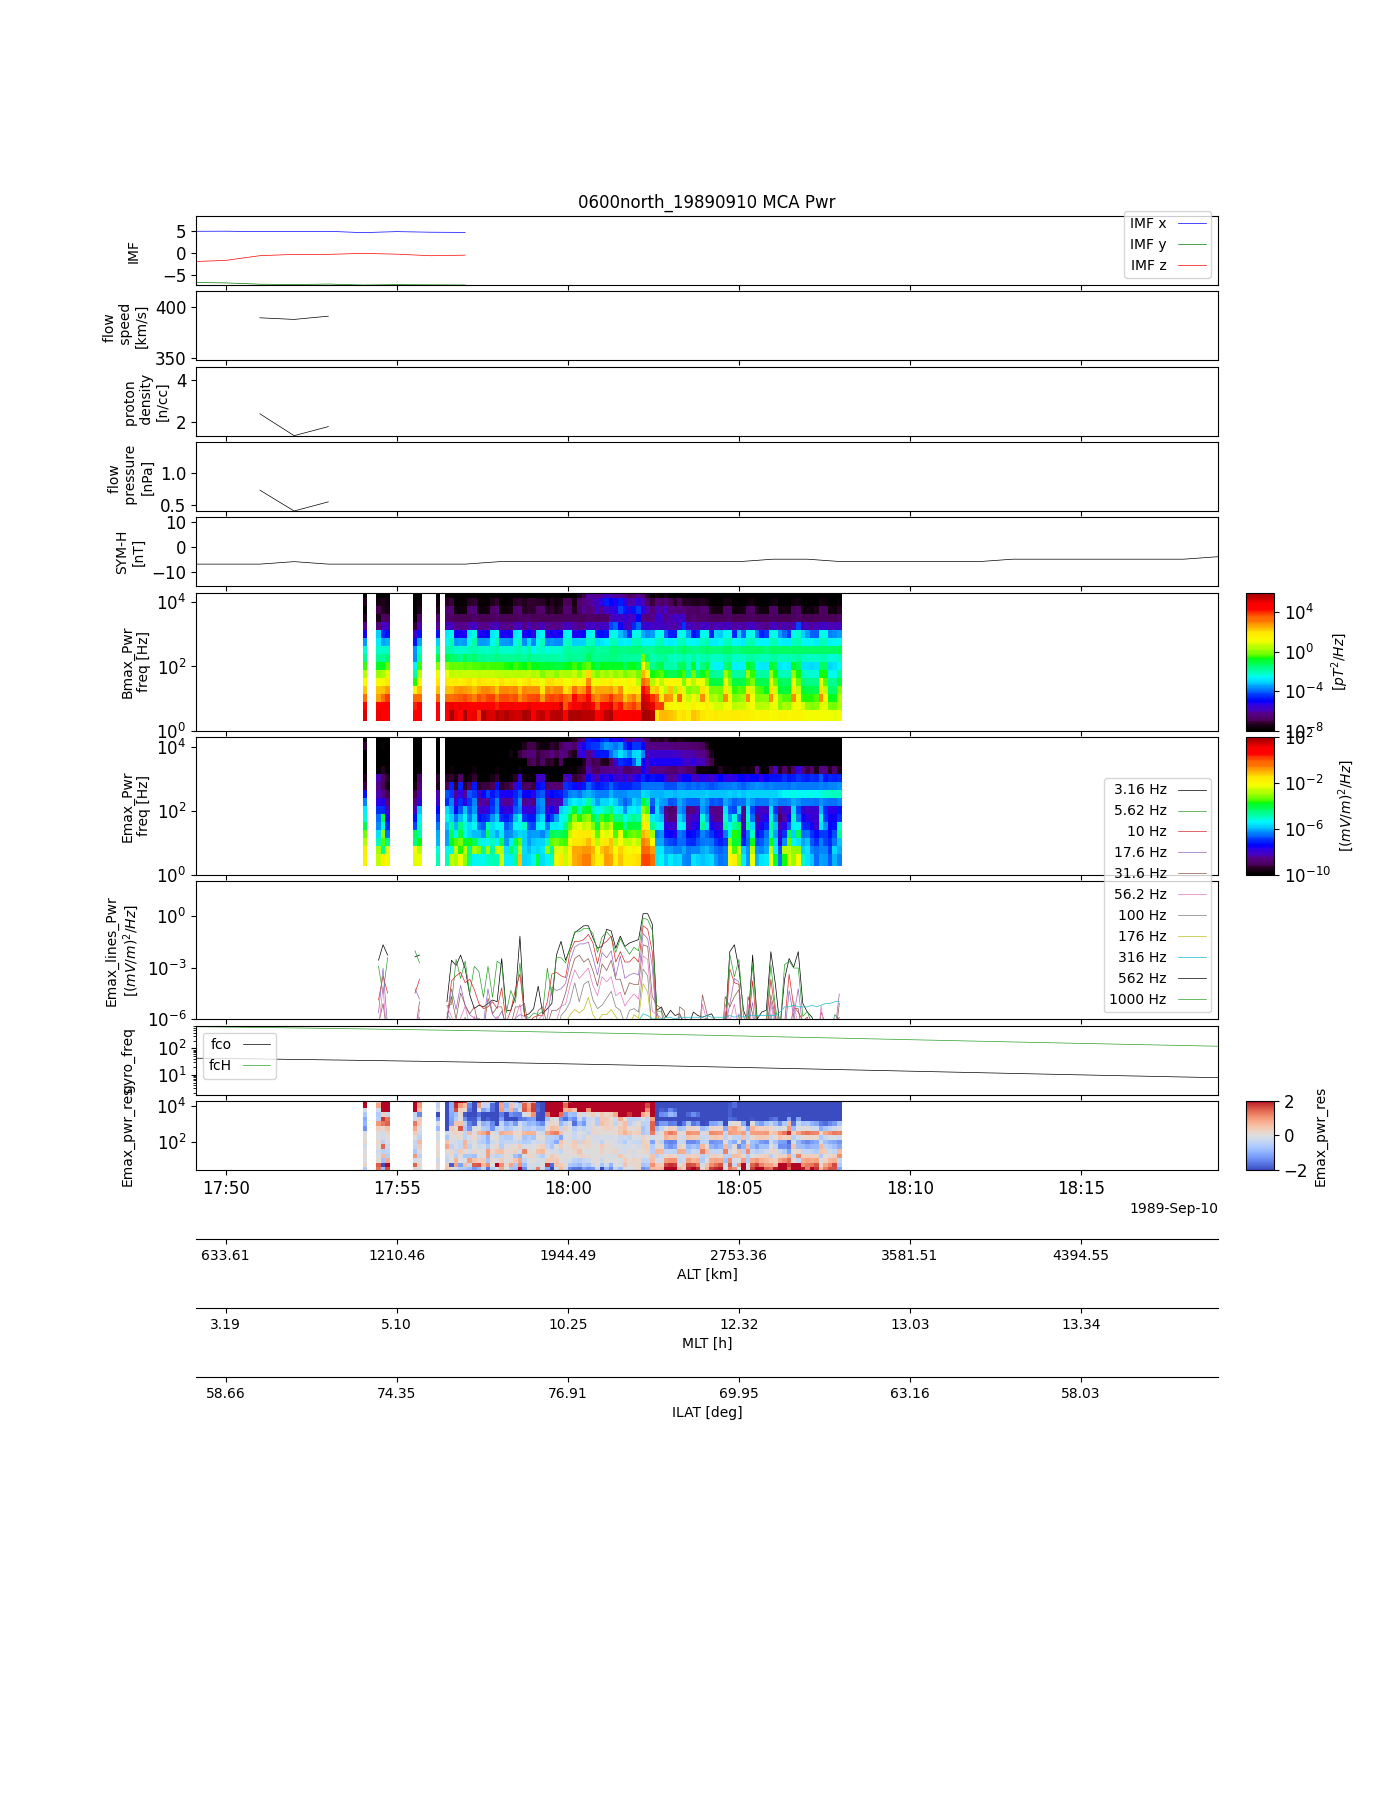 0600north_19890910 MCA Pwr
IMF
5
0
−5
IMF x
IMF y
IMF z
flow
speed
[km/s]
400
350
proton
density
[n/cc]
4
2
flow
pressure
[nPa]
1.0
0.5
SYM-H
[nT]
10
0
−10
Bmax_Pwr
freq [Hz]
10^4
10^2
10^0
10^4
10^0
10^−4
10^−8
[pT^2/Hz]
Emax_Pwr
freq [Hz]
10^4
10^2
10^0
10^2
10^−2
10^−6
10^−10
[(mV/m)^2/Hz]
3.16 Hz
5.62 Hz
10 Hz
17.6 Hz
31.6 Hz
56.2 Hz
100 Hz
176 Hz
316 Hz
562 Hz
1000 Hz
Emax_lines_Pwr
[(mV/m)^2/Hz]
10^0
10^−3
10^−6
gyro_freq
10^2
10^1
fco
fcH
Emax_pwr_res
10^4
10^2
2
0
−2
Emax_pwr_res
17:50 17:55 18:00 18:05 18:10 18:15
1989-Sep-10
633.61 1210.46 1944.49 2753.36 3581.51 4394.55
ALT [km]
3.19 5.10 10.25 12.32 13.03 13.34
MLT [h]
58.66 74.35 76.91 69.95 63.16 58.03
ILAT [deg]